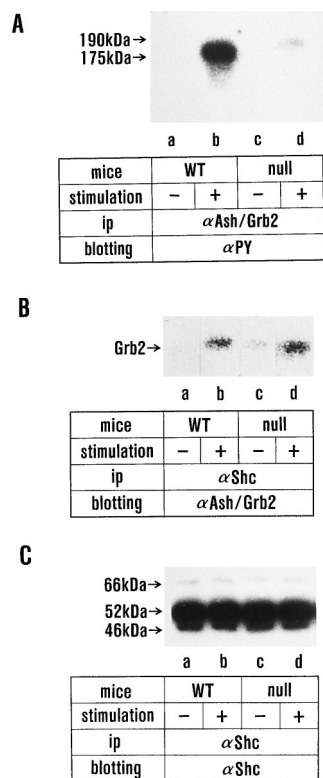 A
190kDa→
175kDa→
a b c d
mice WT null
stimulation − + − +
ip αAsh/Grb2
blotting αPY
B
Grb2→
a b c d
mice WT null
stimulation − + − +
ip αShc
blotting αAsh/Grb2
C
66kDa→
52kDa→
46kDa→
a b c d
mice WT null
stimulation − + − +
ip αShc
blotting αShc